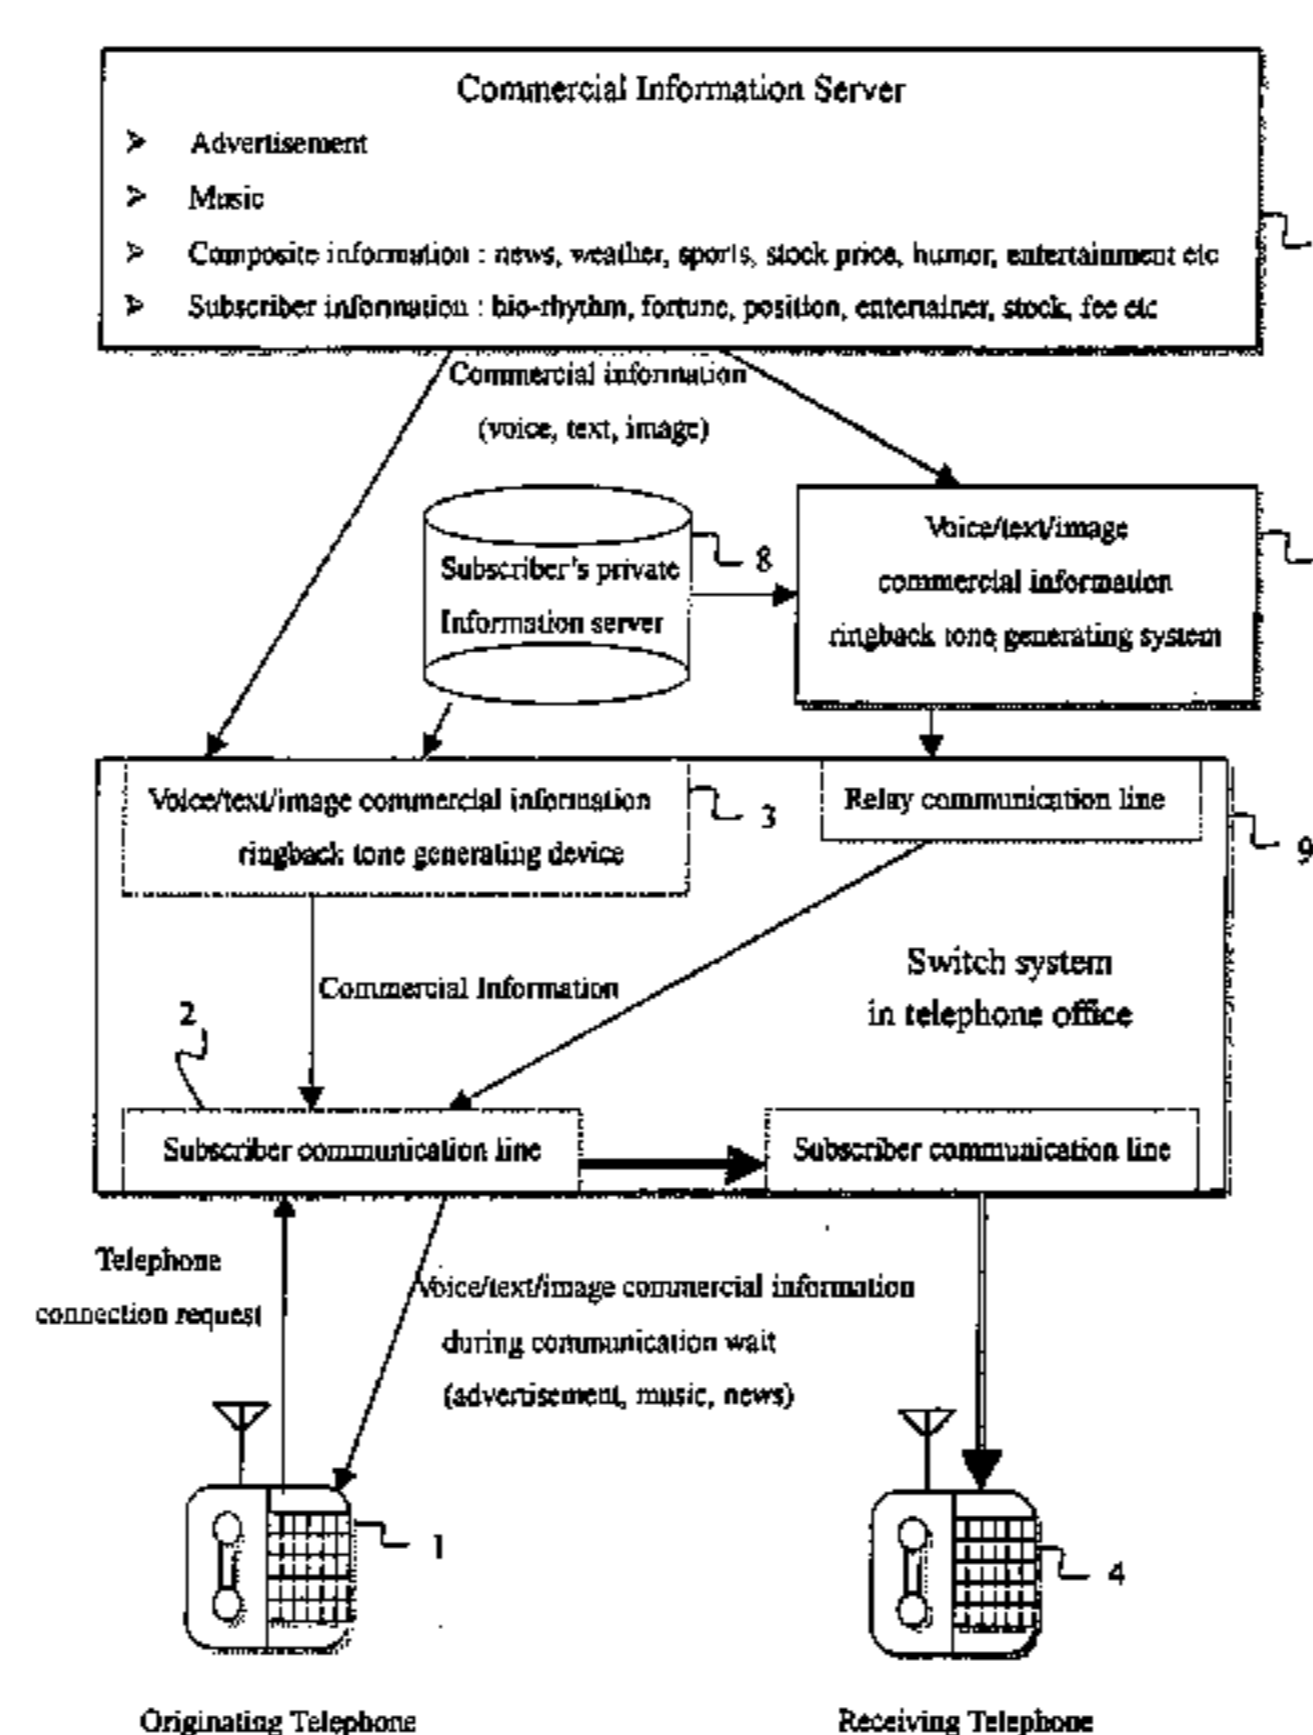 Commercial Information Server
➢ Advertisement
➢ Music
➢ Composite information : news, weather, sports, stock price, humor, entertainment etc
➢ Subscriber information : bio-rhythm, fortune, position, entertainer, stock, fee etc
Commercial information
(voice, text, image)
Subscriber's private
Information server
8
Voice/text/image
commercial information
ringback tone generating system
Voice/text/image commercial information
ringback tone generating device
3
Relay communication line
9
Switch system
in telephone office
Commercial Information
2
Subscriber communication line
Subscriber communication line
Telephone
connection request
Voice/text/image commercial information
during communication wait
(advertisement, music, news)
1
4
Originating Telephone
Receiving Telephone